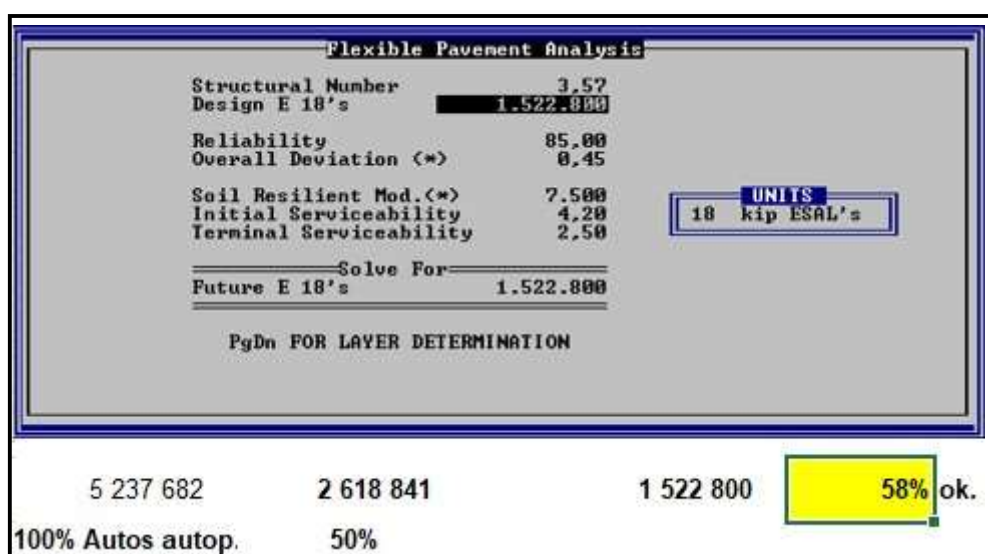 Flexible Pavement Analysis
Structural Number 3,57
Design E 18's 1.522.800
Reliability 85,00
Overall Deviation (*) 0,45
Soil Resilient Mod.(*) 7.500
Initial Serviceability 4,20
Terminal Serviceability 2,50
UNITS
18 kip ESAL's
Solve For
Future E 18's 1.522.800
PgDn FOR LAYER DETERMINATION
5 237 682 2 618 841 1 522 800 58% ok.
100% Autos autop. 50%